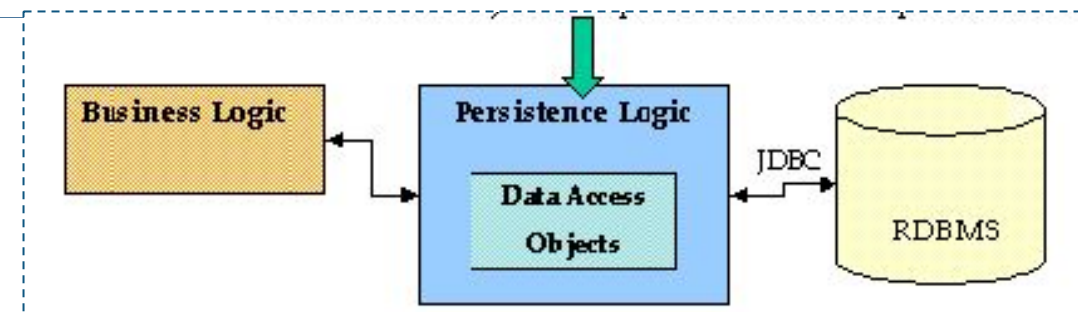 Business Logic
Persistence Logic
Data Access
Objects
JDBC
RDBMS